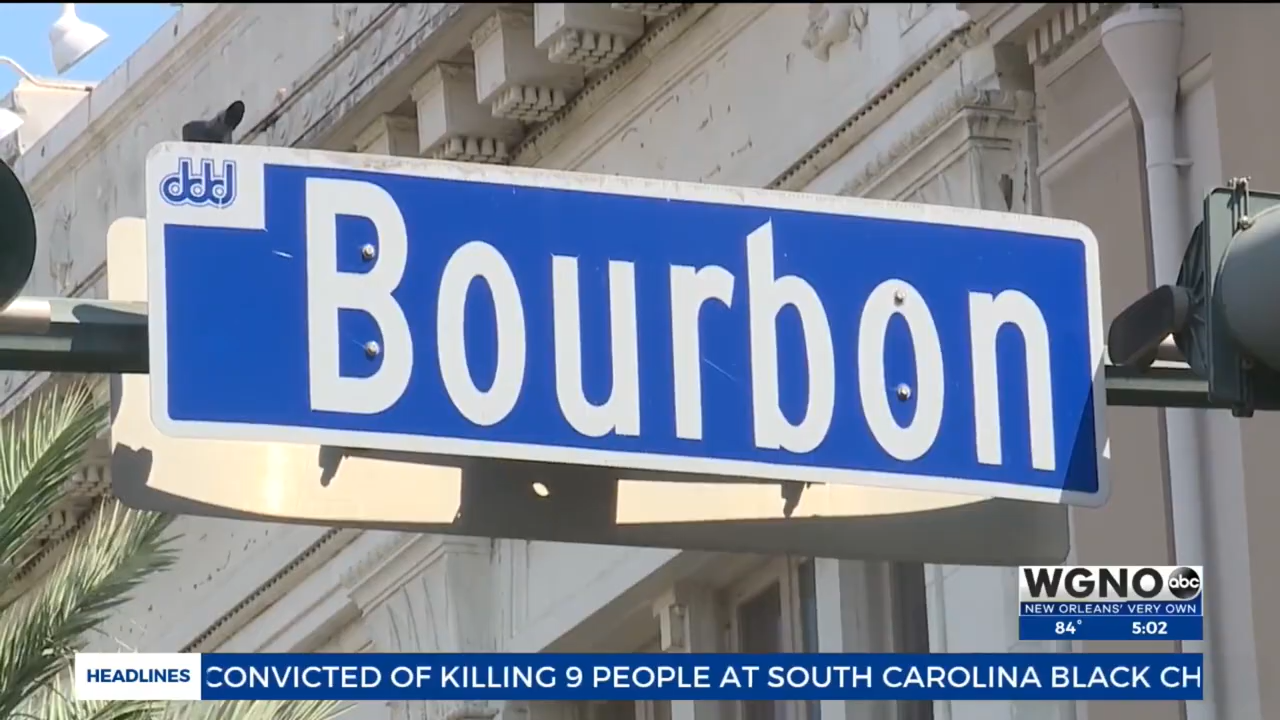 ddd
Bourbon
WGNO abc
NEW ORLEANS' VERY OWN
84° 5:02
HEADLINES CONVICTED OF KILLING 9 PEOPLE AT SOUTH CAROLINA BLACK CH